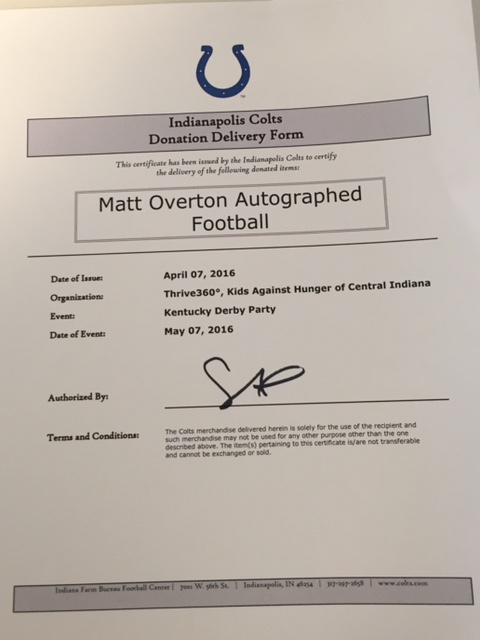 Indianapolis Colts
Donation Delivery Form
This certificate has been issued by the Indianapolis Colts to certify
the delivery of the following donated items:
Matt Overton Autographed
Football
Date of Issue: April 07, 2016
Organization: Thrive360°, Kids Against Hunger of Central Indiana
Event: Kentucky Derby Party
Date of Event: May 07, 2016
Authorized By:
Terms and Conditions: The Colts merchandise delivered herein is solely for the use of the recipient and
such merchandise may not be used for any other purpose other than the one
described above. The item(s) pertaining to this certificate is/are not transferable
and cannot be exchanged or sold.
Indiana Farm Bureau Football Center | 7001 W. 56th St. | Indianapolis, IN 46254 | 317-297-2658 | www.colts.com